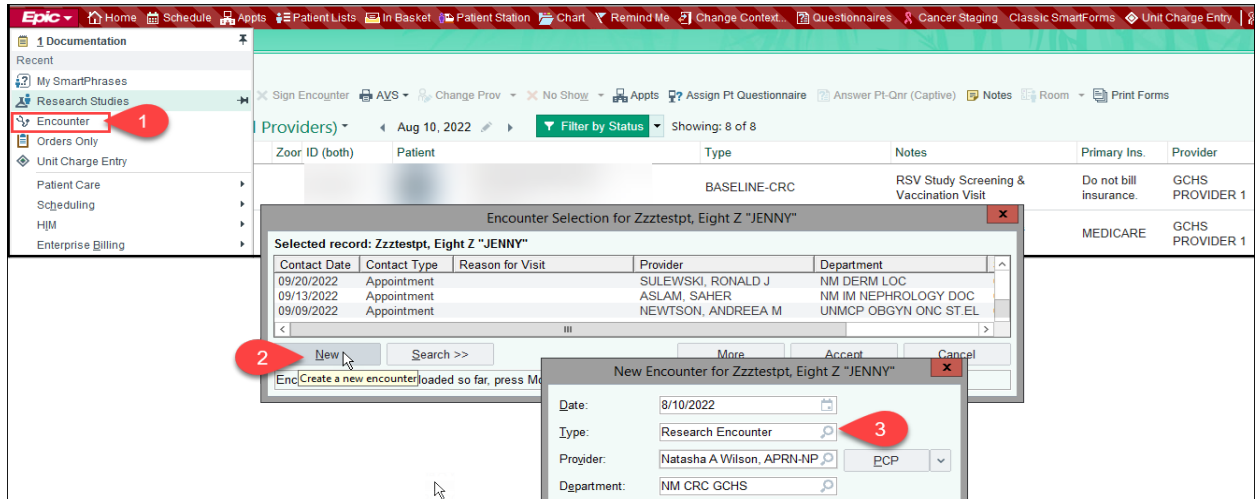 Epic Home Schedule Appts Patient Lists In Basket Patient Station Chart Remind Me Change Context... Questionnaires Cancer Staging Classic SmartForms Unit Charge Entry
1 Documentation
Recent
My SmartPhrases
Research Studies
Encounter
1
Orders Only
Unit Charge Entry
Patient Care
Scheduling
HIM
Enterprise Billing
Sign Encounter AVS Change Prov No Show Appts Assign Pt Questionnaire Answer Pt-Qnr (Captive) Notes Room Print Forms
Providers) Aug 10, 2022 Filter by Status Showing: 8 of 8
Zoor ID (both) Patient Type Notes Primary Ins. Provider
BASELINE-CRC RSV Study Screening & Do not bill GCHS
Vaccination Visit insurance. PROVIDER 1
MEDICARE GCHS
PROVIDER 1
Encounter Selection for Zzztestpt, Eight Z "JENNY"
Selected record: Zzztestpt, Eight Z "JENNY"
Contact Date Contact Type Reason for Visit Provider Department
09/20/2022 Appointment SULEWSKI, RONALD J NM DERM LOC
09/13/2022 Appointment ASLAM, SAHER NM IM NEPHROLOGY DOC
09/09/2022 Appointment NEWTSON, ANDREEA M UNMCP OBGYN ONC ST.EL
2
New Search >> More Accept Cancel
Enc Create a new encounter loaded so far, press Mo
New Encounter for Zzztestpt, Eight Z "JENNY"
Date: 8/10/2022
Type: Research Encounter
3
Provider: Natasha A Wilson, APRN-NP PCP
Department: NM CRC GCHS